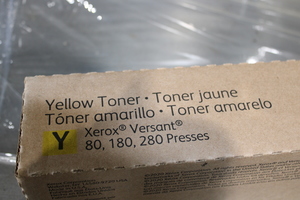 Yellow Toner · Toner jaune
Tóner amarillo · Toner amarelo
Y
Xerox® Versant®
80, 180, 280 Presses